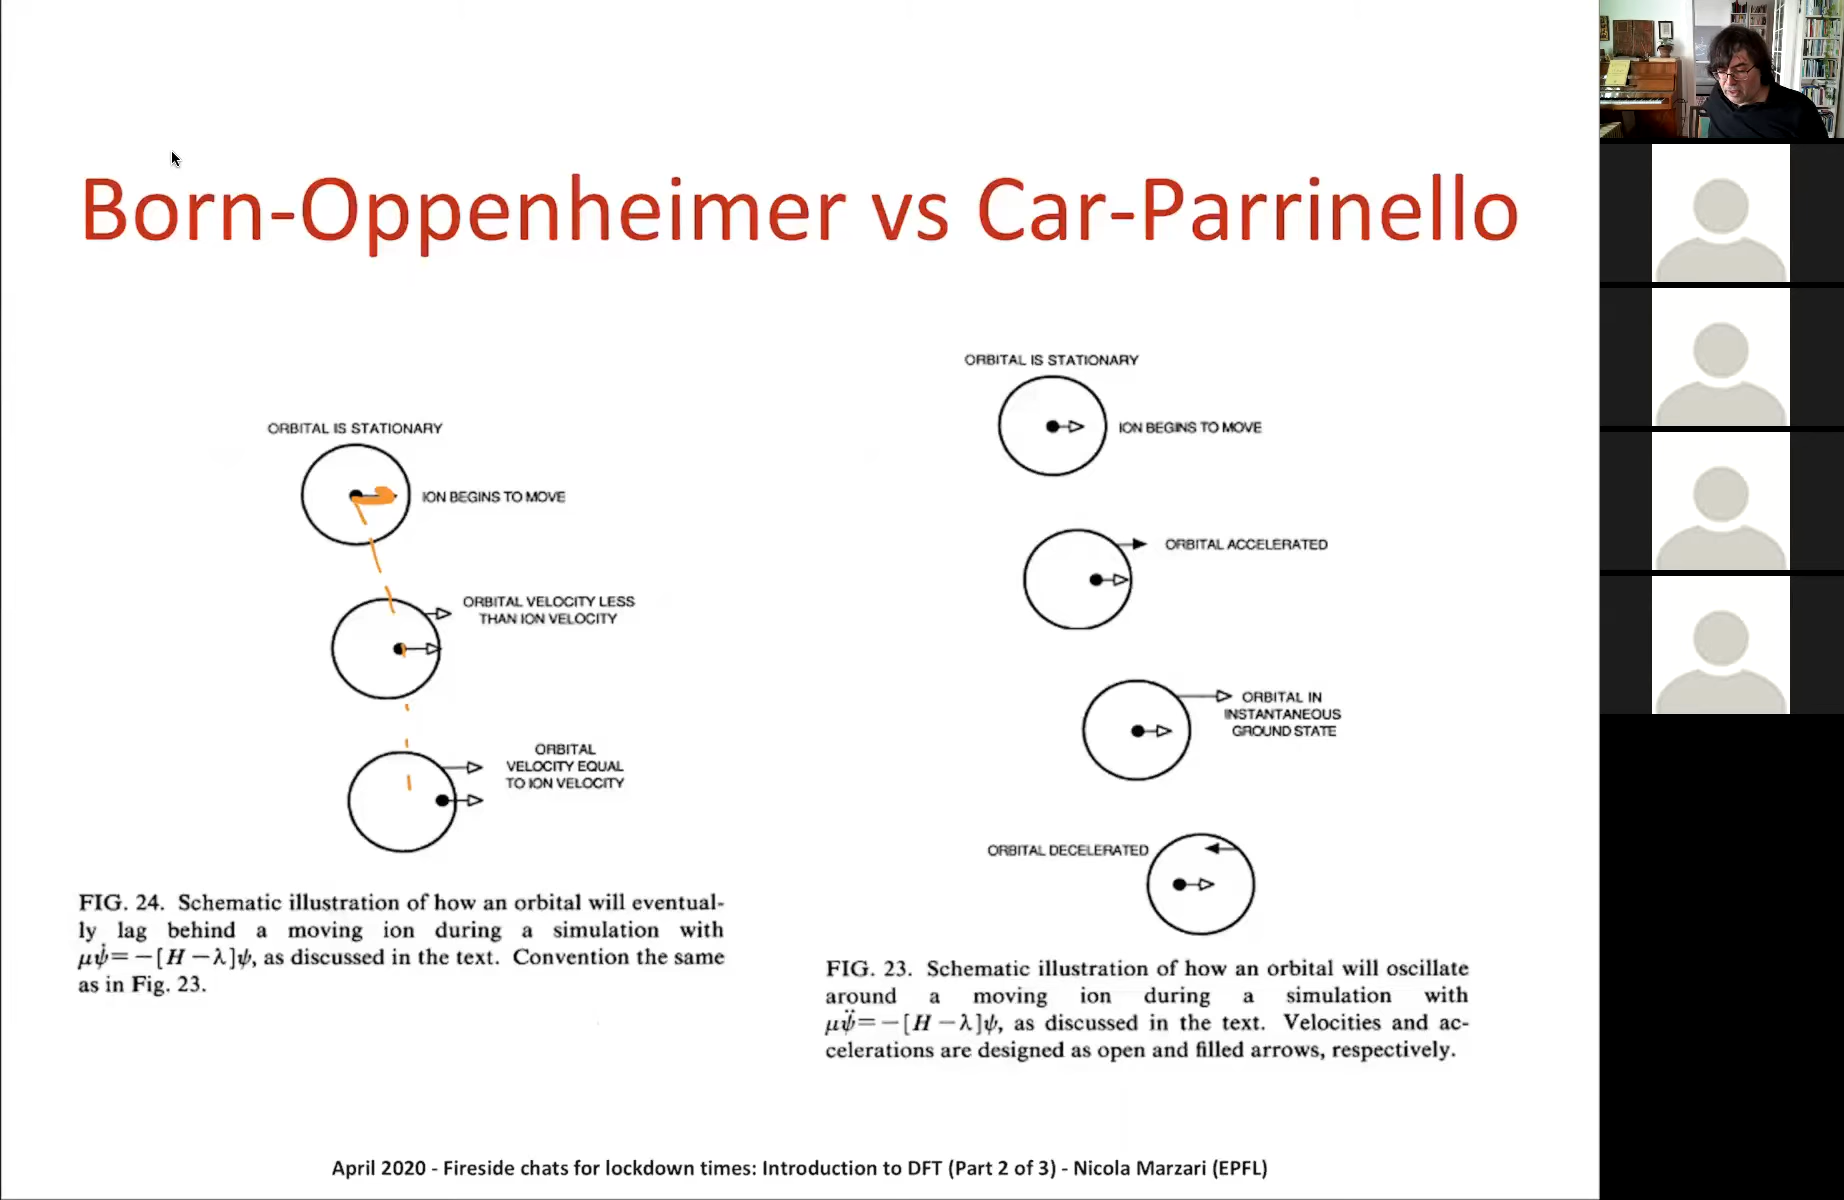 Born-Oppenheimer vs Car-Parrinello
ORBITAL IS STATIONARY
ION BEGINS TO MOVE
ORBITAL VELOCITY LESS
THAN ION VELOCITY
ORBITAL
VELOCITY EQUAL
TO ION VELOCITY
FIG. 24. Schematic illustration of how an orbital will eventual-
ly lag behind a moving ion during a simulation with
μψ̇=−[H−λ]ψ, as discussed in the text. Convention the same
as in Fig. 23.
ORBITAL IS STATIONARY
ION BEGINS TO MOVE
ORBITAL ACCELERATED
ORBITAL IN
INSTANTANEOUS
GROUND STATE
ORBITAL DECELERATED
FIG. 23. Schematic illustration of how an orbital will oscillate
around a moving ion during a simulation with
μψ̈=−[H−λ]ψ, as discussed in the text. Velocities and ac-
celerations are designed as open and filled arrows, respectively.
April 2020 - Fireside chats for lockdown times: Introduction to DFT (Part 2 of 3) - Nicola Marzari (EPFL)